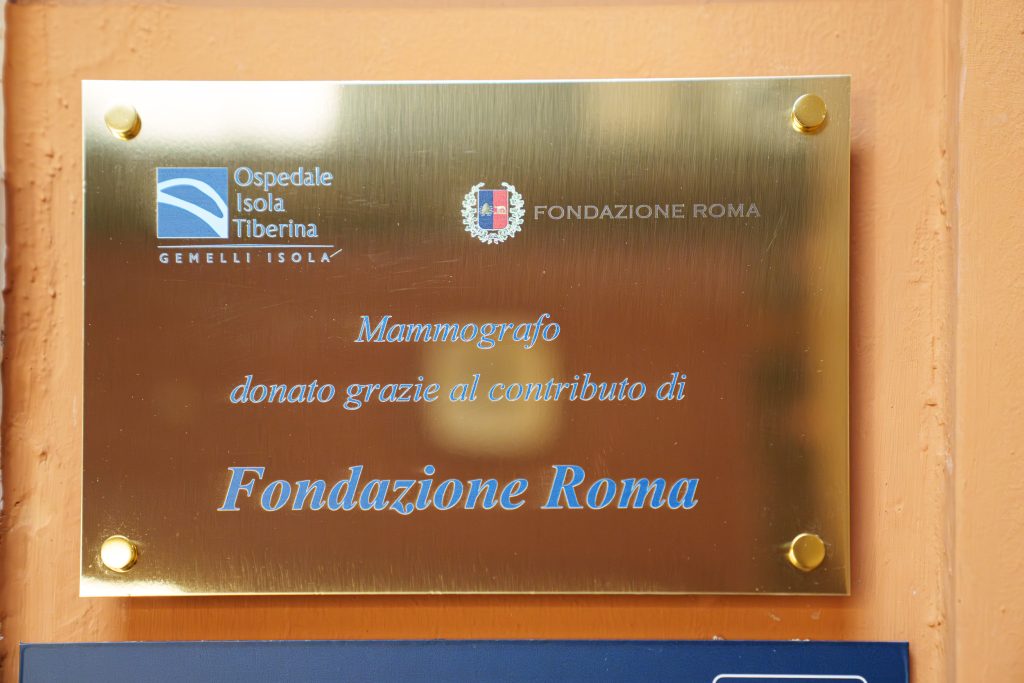 Ospedale
Isola
Tiberina
GEMELLI ISOLA
FONDAZIONE ROMA
Mammografo
donato grazie al contributo di
Fondazione Roma